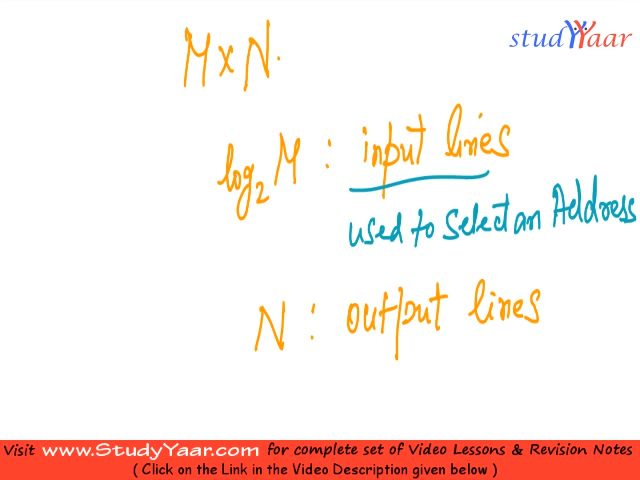 studYYaar
M x N.
log₂ M : input lines
used to select an Address
N : output lines
Visit www.StudyYaar.com for complete set of Video Lessons & Revision Notes
( Click on the Link in the Video Description given below )